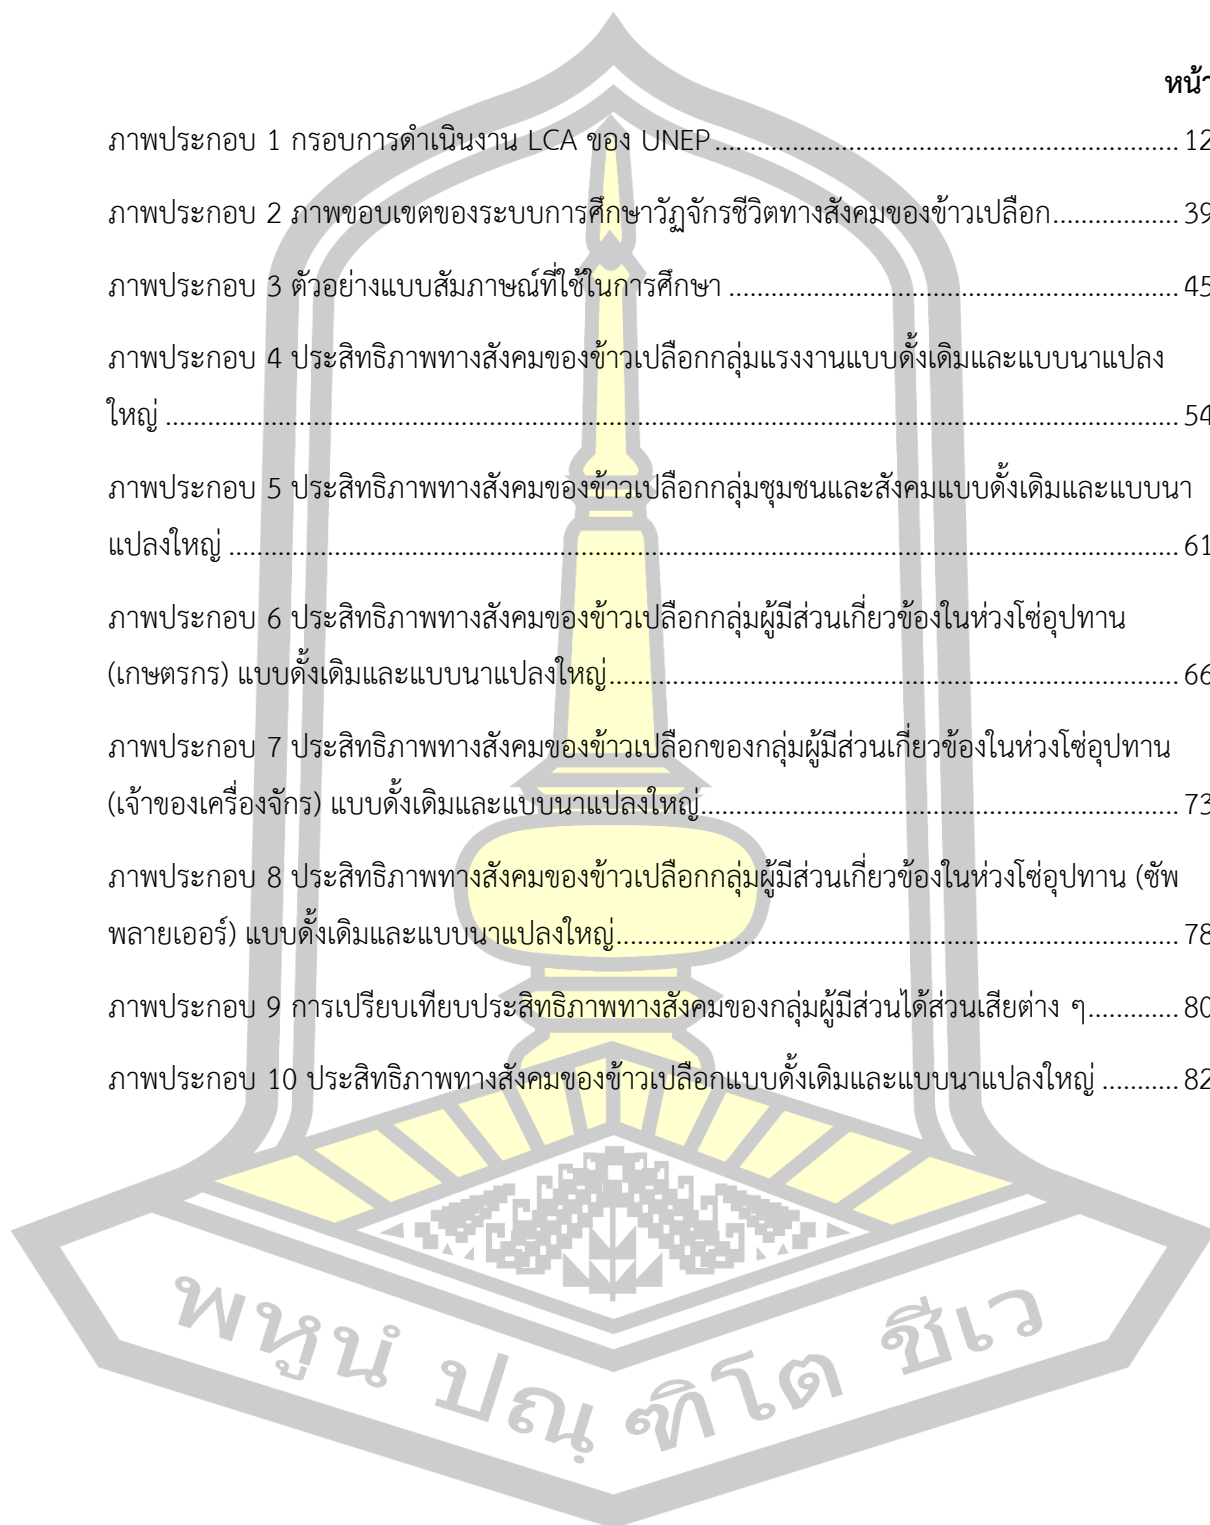 หน้า
ภาพประกอบ 1 กรอบการดำเนินงาน LCA ของ UNEP ........................................................................ 12
ภาพประกอบ 2 ภาพขอบเขตของระบบการศึกษาวัฏจักรชีวิตทางสังคมของข้าวเปลือก.................... 39
ภาพประกอบ 3 ตัวอย่างแบบสัมภาษณ์ที่ใช้ในการศึกษา ...................................................................... 45
ภาพประกอบ 4 ประสิทธิภาพทางสังคมของข้าวเปลือกกลุ่มแรงงานแบบดั้งเดิมและแบบนาแปลง
ใหญ่ ............................................................................................................................................ 54
ภาพประกอบ 5 ประสิทธิภาพทางสังคมของข้าวเปลือกกลุ่มชุมชนและสังคมแบบดั้งเดิมและแบบนา
แปลงใหญ่ .................................................................................................................................. 61
ภาพประกอบ 6 ประสิทธิภาพทางสังคมของข้าวเปลือกกลุ่มผู้มีส่วนเกี่ยวข้องในห่วงโซ่อุปทาน
(เกษตรกร) แบบดั้งเดิมและแบบนาแปลงใหญ่......................................................................................... 66
ภาพประกอบ 7 ประสิทธิภาพทางสังคมของข้าวเปลือกของกลุ่มผู้มีส่วนเกี่ยวข้องในห่วงโซ่อุปทาน
(เจ้าของเครื่องจักร) แบบดั้งเดิมและแบบนาแปลงใหญ่.......................................................................... 73
ภาพประกอบ 8 ประสิทธิภาพทางสังคมของข้าวเปลือกกลุ่มผู้มีส่วนเกี่ยวข้องในห่วงโซ่อุปทาน (ซัพ
พลายเออร์) แบบดั้งเดิมและแบบนาแปลงใหญ่....................................................................................... 78
ภาพประกอบ 9 การเปรียบเทียบประสิทธิภาพทางสังคมของกลุ่มผู้มีส่วนได้ส่วนเสียต่าง ๆ............. 80
ภาพประกอบ 10 ประสิทธิภาพทางสังคมของข้าวเปลือกแบบดั้งเดิมและแบบนาแปลงใหญ่ ........... 82
พหูนํ ปณฺฑิโต ชีเว